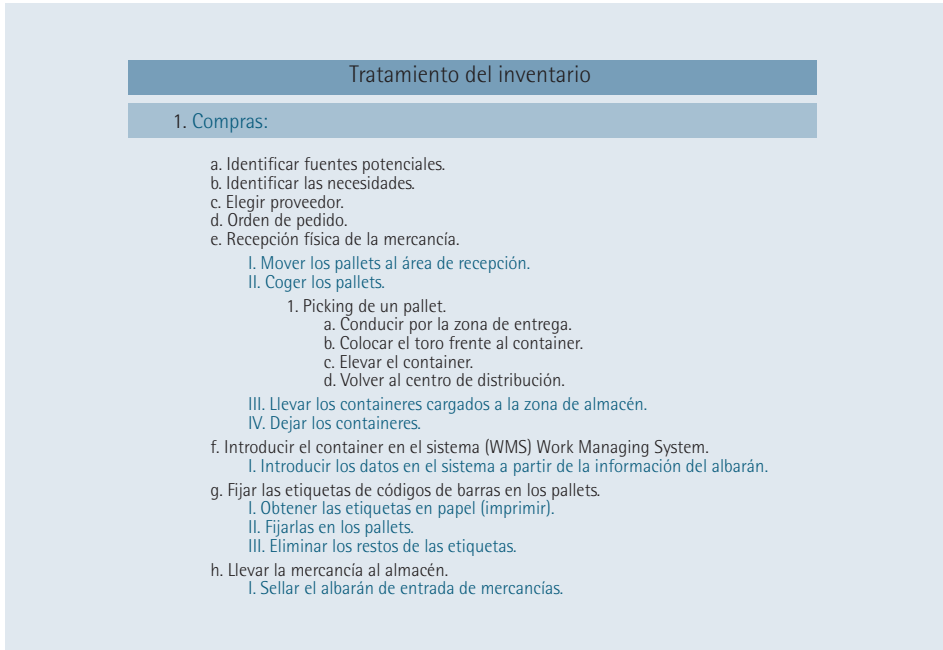 Tratamiento del inventario
1. Compras:
a. Identificar fuentes potenciales.
b. Identificar las necesidades.
c. Elegir proveedor.
d. Orden de pedido.
e. Recepción física de la mercancía.
I. Mover los pallets al área de recepción.
II. Coger los pallets.
1. Picking de un pallet.
a. Conducir por la zona de entrega.
b. Colocar el toro frente al container.
c. Elevar el container.
d. Volver al centro de distribución.
III. Llevar los containeres cargados a la zona de almacén.
IV. Dejar los containeres.
f. Introducir el container en el sistema (WMS) Work Managing System.
I. Introducir los datos en el sistema a partir de la información del albarán.
g. Fijar las etiquetas de códigos de barras en los pallets.
I. Obtener las etiquetas en papel (imprimir).
II. Fijarlas en los pallets.
III. Eliminar los restos de las etiquetas.
h. Llevar la mercancía al almacén.
I. Sellar el albarán de entrada de mercancías.